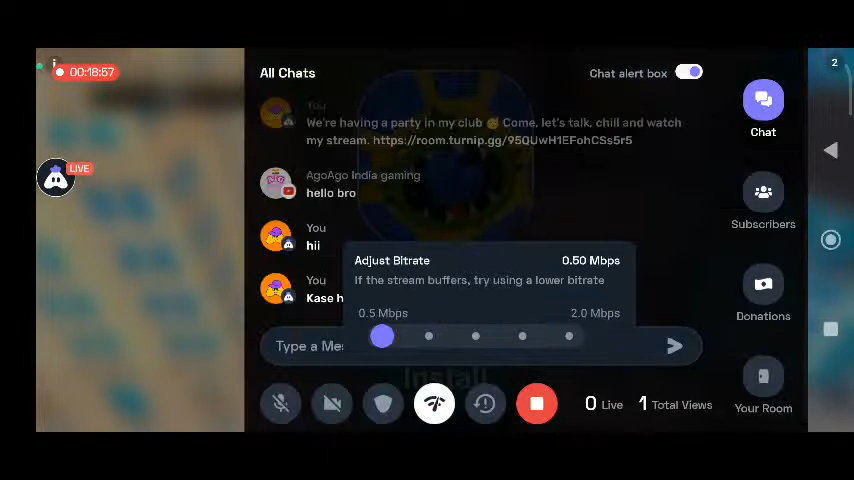 2
00:18:57
All Chats
Chat alert box
You
We're having a party in my club 🥳 Come, let's talk, chill and watch
my stream. https://room.turnip.gg/95QUwH1EFohCSs5r5
Chat
LIVE
AgoAgo India gaming
hello bro
Subscribers
You
hii
Adjust Bitrate 0.50 Mbps
If the stream buffers, try using a lower bitrate
You
Kase h
0.5 Mbps 2.0 Mbps
Donations
Type a Mes
Install
0 Live 1 Total Views
Your Room